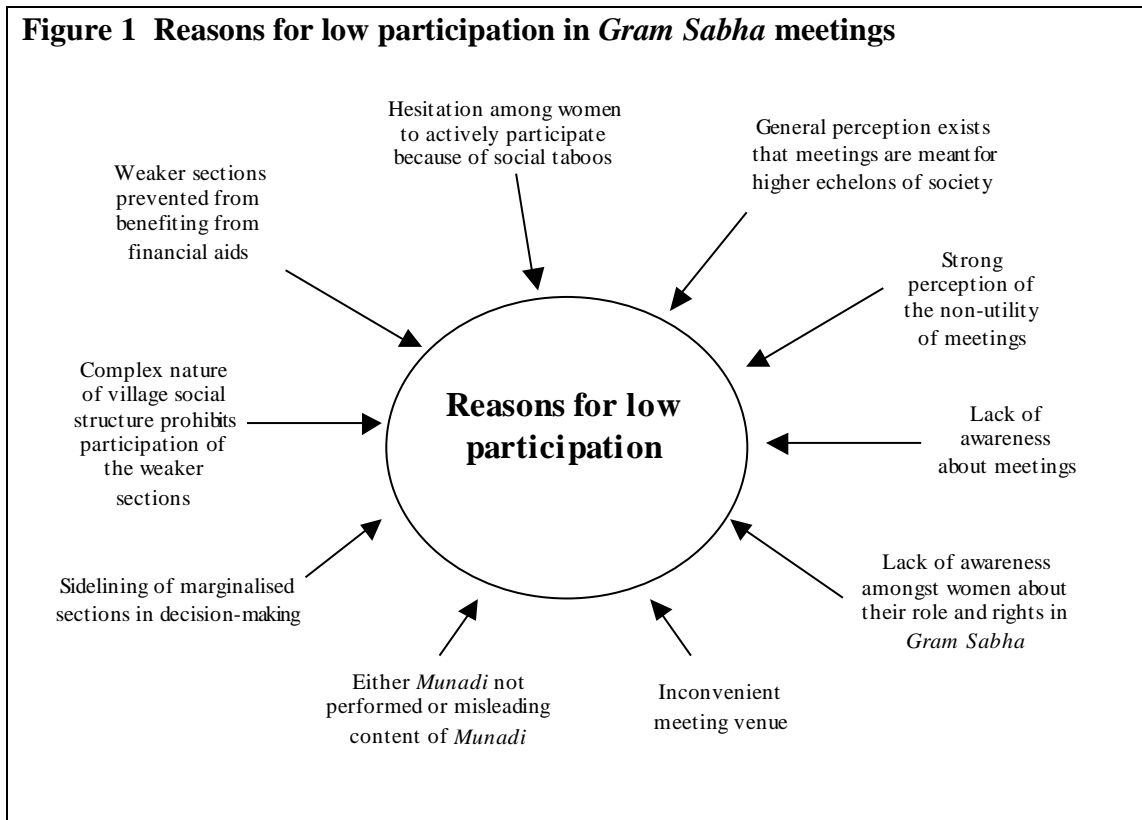 Figure 1 Reasons for low participation in Gram Sabha meetings
Hesitation among women
to actively participate
because of social taboos
General perception exists
that meetings are meant for
higher echelons of society
Weaker sections
prevented from
benefiting from
financial aids
Strong
perception of
the non-utility
of meetings
Complex nature
of village social
structure prohibits
participation of
the weaker
sections
Reasons for low
participation
Lack of
awareness
about meetings
Sidelining of marginalised
sections in decision-making
Lack of awareness
amongst women about
their role and rights in
Gram Sabha
Either Munadi not
performed or misleading
content of Munadi
Inconvenient
meeting venue